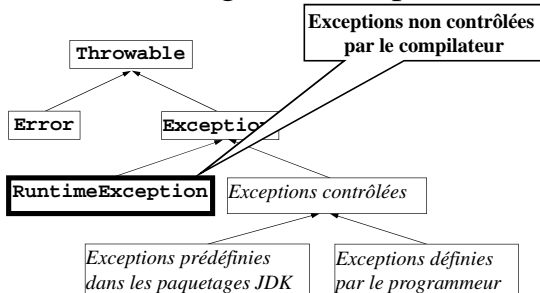 Exceptions non contrôlées
par le compilateur
Throwable
Error
Exception
RuntimeException
Exceptions contrôlées
Exceptions prédéfinies
dans les paquetages JDK
Exceptions définies
par le programmeur